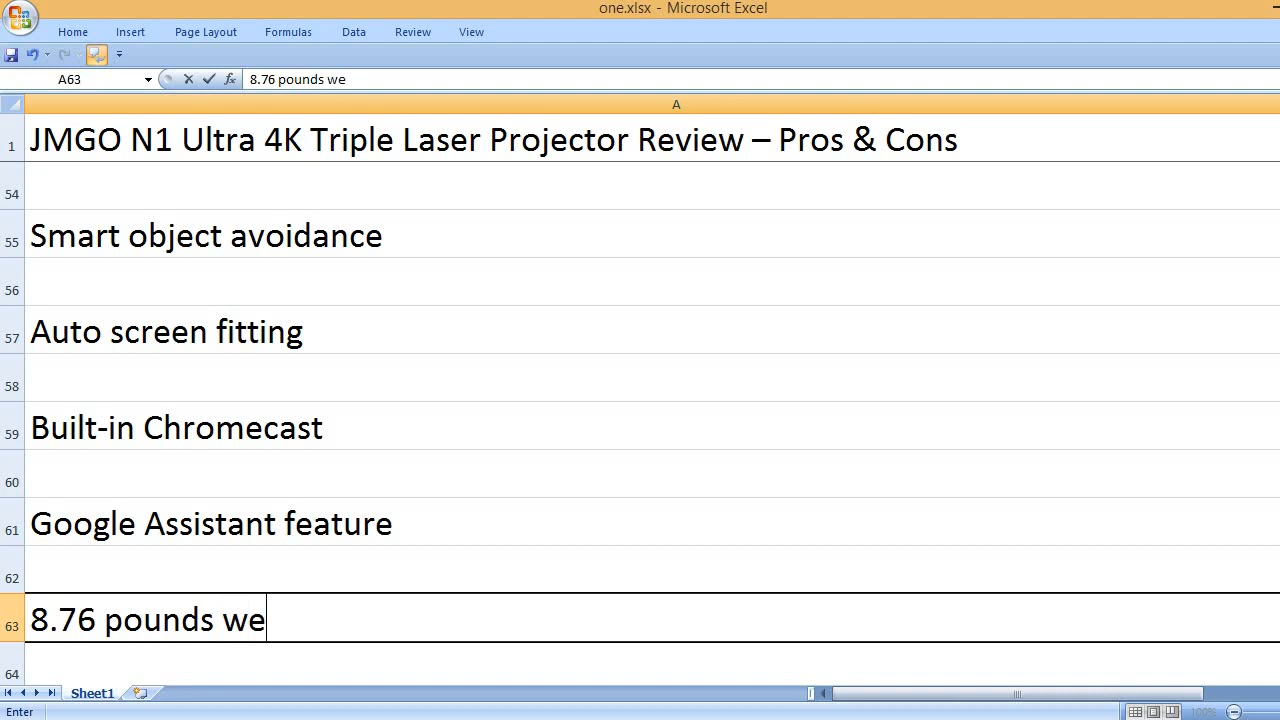 one.xlsx - Microsoft Excel
Home Insert Page Layout Formulas Data Review View
A63 fx 8.76 pounds we
A
1 JMGO N1 Ultra 4K Triple Laser Projector Review – Pros & Cons
54
55 Smart object avoidance
56
57 Auto screen fitting
58
59 Built-in Chromecast
60
61 Google Assistant feature
62
63 8.76 pounds we
64
Sheet1
Enter 100%